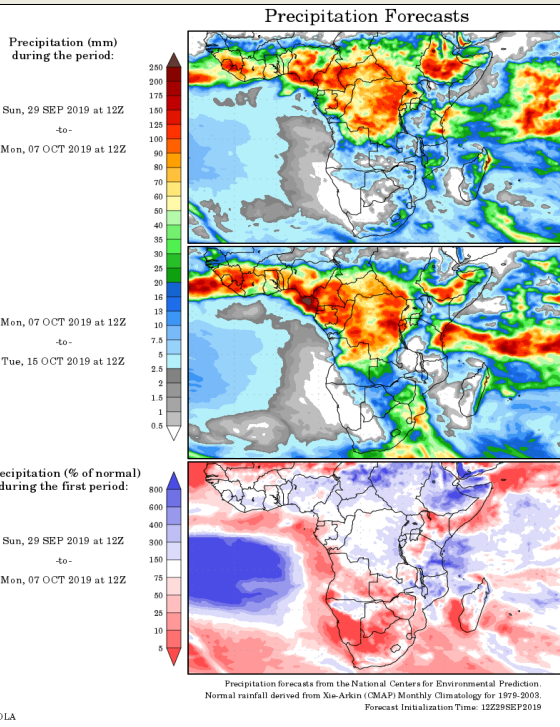 Precipitation Forecasts
Precipitation (mm)
during the period:
Sun, 29 SEP 2019 at 12Z
-to-
Mon, 07 OCT 2019 at 12Z
250
200
175
150
125
100
90
80
70
60
50
40
35
30
25
20
16
13
10
7.5
5
2.5
2
1.5
1
0.5
Mon, 07 OCT 2019 at 12Z
-to-
Tue, 15 OCT 2019 at 12Z
ecipitation (% of normal)
during the first period:
Sun, 29 SEP 2019 at 12Z
-to-
Mon, 07 OCT 2019 at 12Z
800
600
400
300
150
75
50
25
10
5
Precipitation forecasts from the National Centers for Environmental Prediction.
Normal rainfall derived from Xie-Arkin (CMAP) Monthly Climatology for 1979-2003.
Forecast Initialization Time: 12Z29SEP2019
OLA